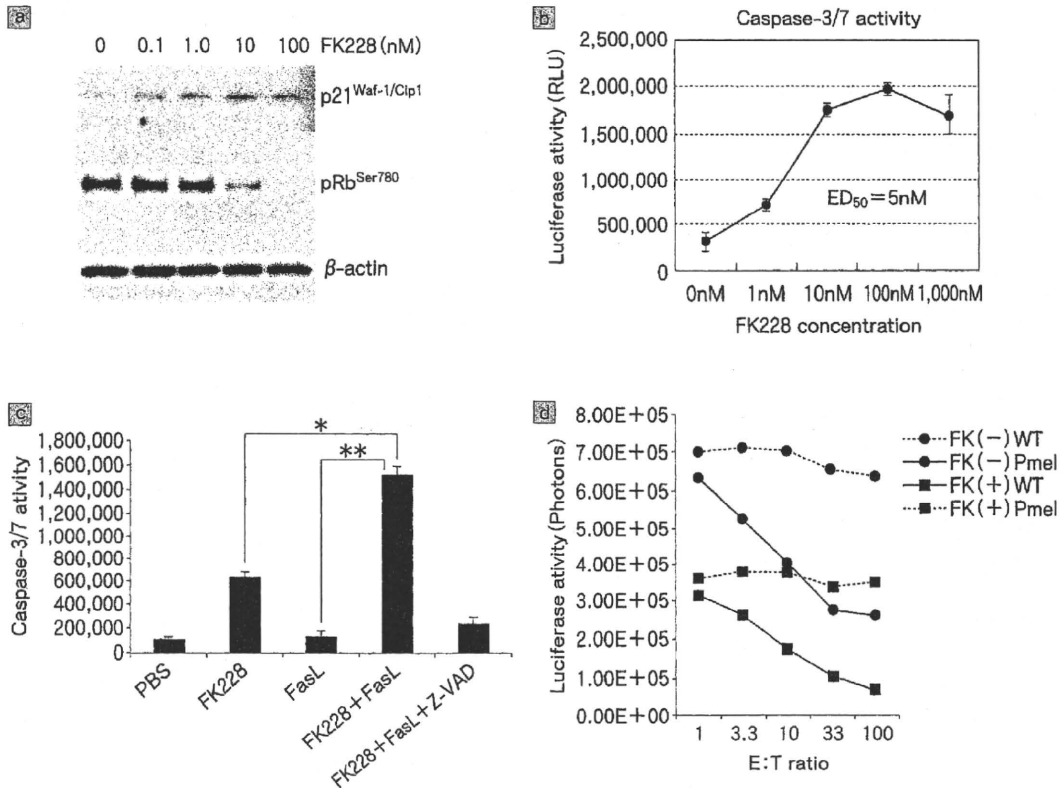 a
0 0.1 1.0 10 100 FK228(nM)
p21Waf-1/Cip1
pRbSer780
β-actin
b
Caspase-3/7 activity
Luciferase ativity(RLU)
2,500,000
2,000,000
1,500,000
1,000,000
500,000
0
ED50=5nM
0nM 1nM 10nM 100nM 1,000nM
FK228 concentration
c
Caspase-3/7 ativity
1,800,000
1,600,000
1,400,000
1,200,000
1,000,000
800,000
600,000
400,000
200,000
0
*
**
PBS
FK228
FasL
FK228+FasL
FK228+FasL+Z-VAD
d
Luciferase ativity(Photons)
8.00E+05
7.00E+05
6.00E+05
5.00E+05
4.00E+05
3.00E+05
2.00E+05
1.00E+05
0.00E+00
1 3.3 10 33 100
E:T ratio
FK(-)WT
FK(-)Pmel
FK(+)WT
FK(+)Pmel